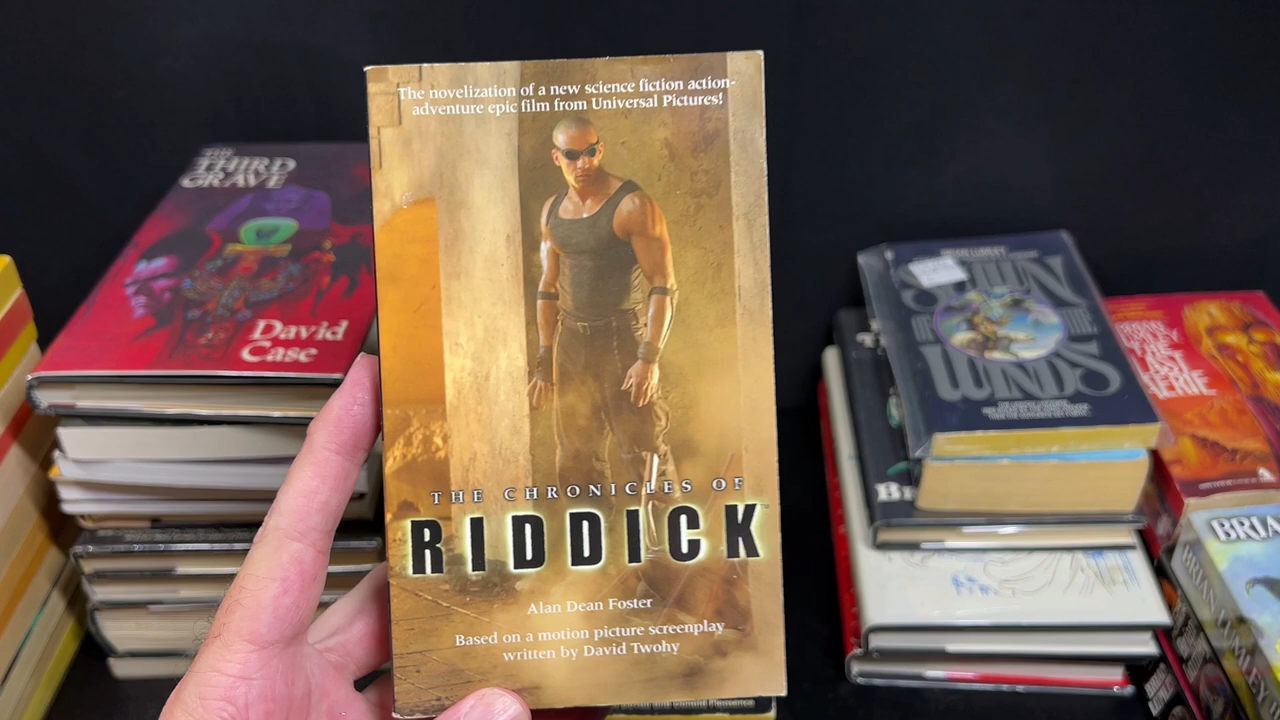 The novelization of a new science fiction action-
adventure epic film from Universal Pictures!
THE CHRONICLES OF
RIDDICK
Alan Dean Foster
Based on a motion picture screenplay
written by David Twohy
THE
THIRD
GRAVE
David
Case
WINDS
BRIAN LUMLEY